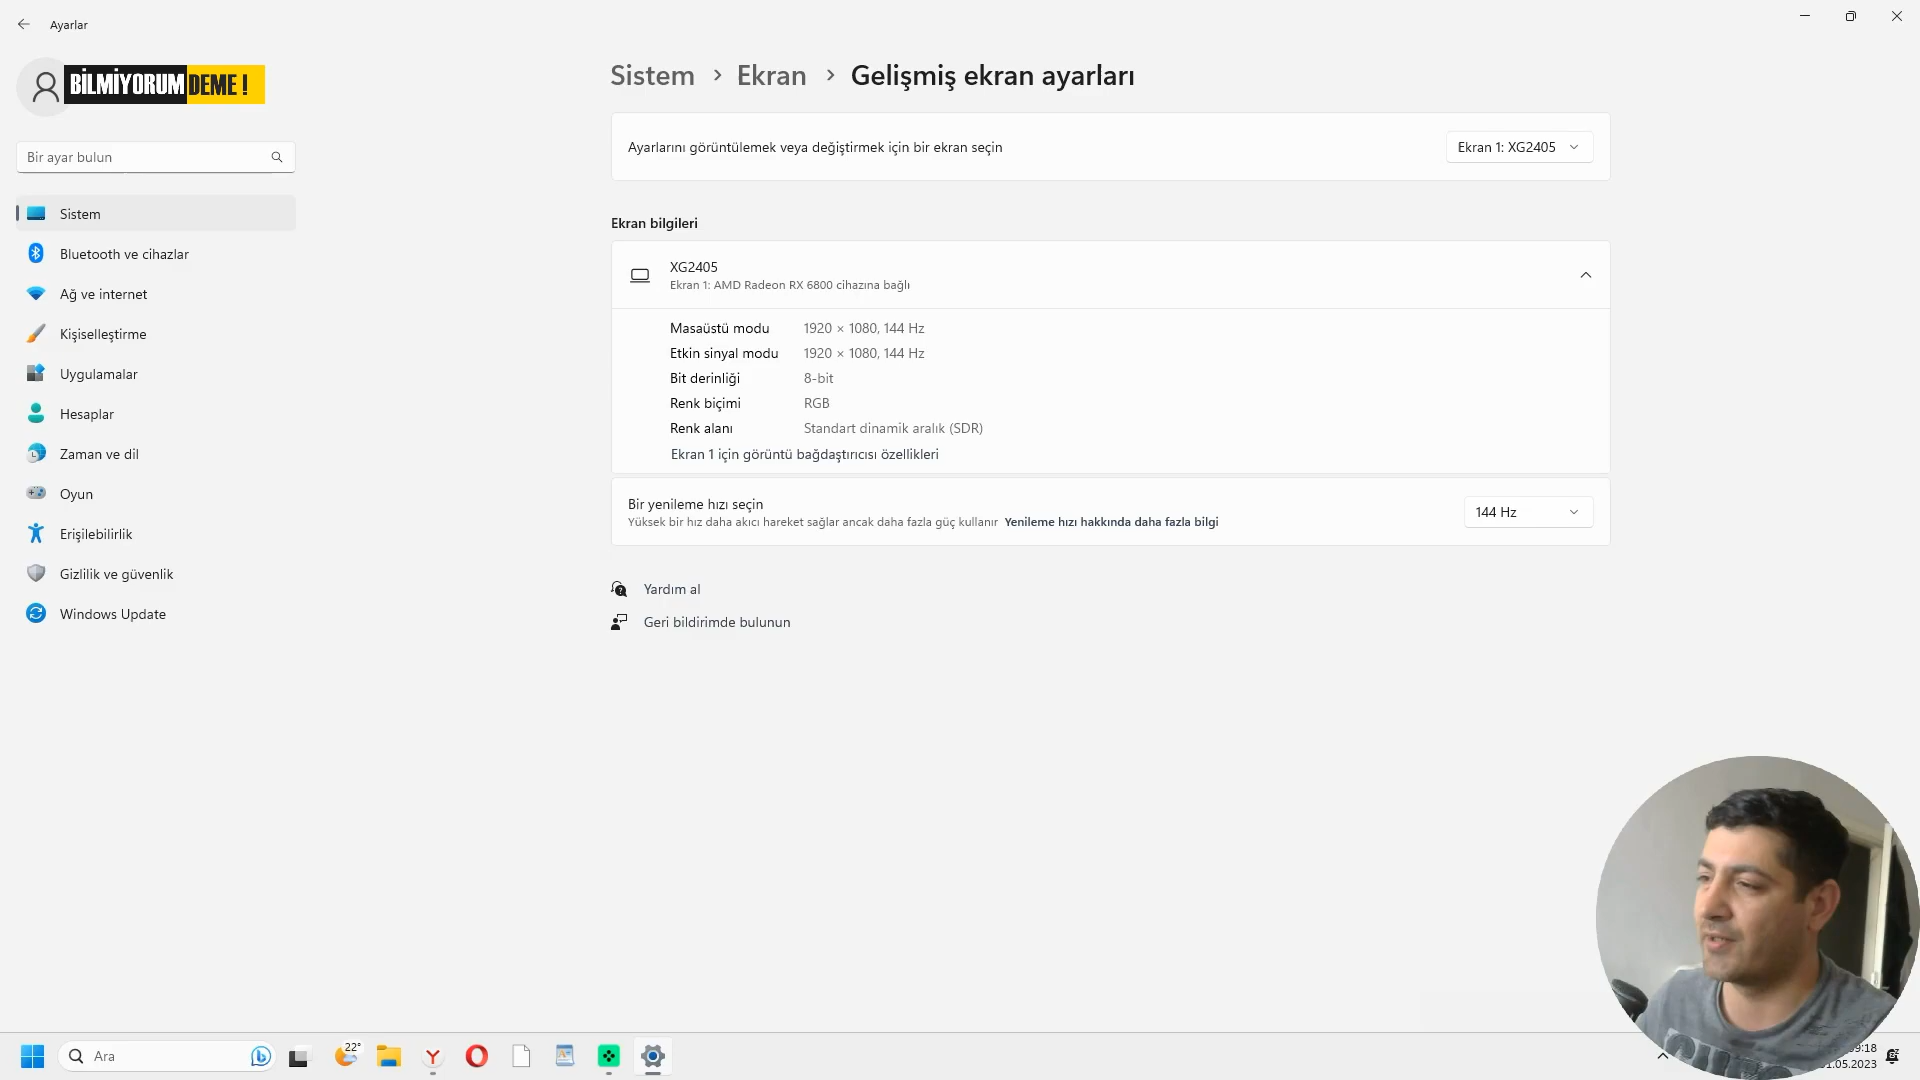 Ayarlar
BİLMİYORUM DEME !
Bir ayar bulun
Sistem
Bluetooth ve cihazlar
Ağ ve internet
Kişiselleştirme
Uygulamalar
Hesaplar
Zaman ve dil
Oyun
Erişilebilirlik
Gizlilik ve güvenlik
Windows Update
Sistem > Ekran > Gelişmiş ekran ayarları
Ayarlarını görüntülemek veya değiştirmek için bir ekran seçin
Ekran 1: XG2405
Ekran bilgileri
XG2405
Ekran 1: AMD Radeon RX 6800 cihazına bağlı
Masaüstü modu 1920 × 1080, 144 Hz
Etkin sinyal modu 1920 × 1080, 144 Hz
Bit derinliği 8-bit
Renk biçimi RGB
Renk alanı Standart dinamik aralık (SDR)
Ekran 1 için görüntü bağdaştırıcısı özellikleri
Bir yenileme hızı seçin
Yüksek bir hız daha akıcı hareket sağlar ancak daha fazla güç kullanır Yenileme hızı hakkında daha fazla bilgi
144 Hz
Yardım al
Geri bildirimde bulunun
Ara
22°